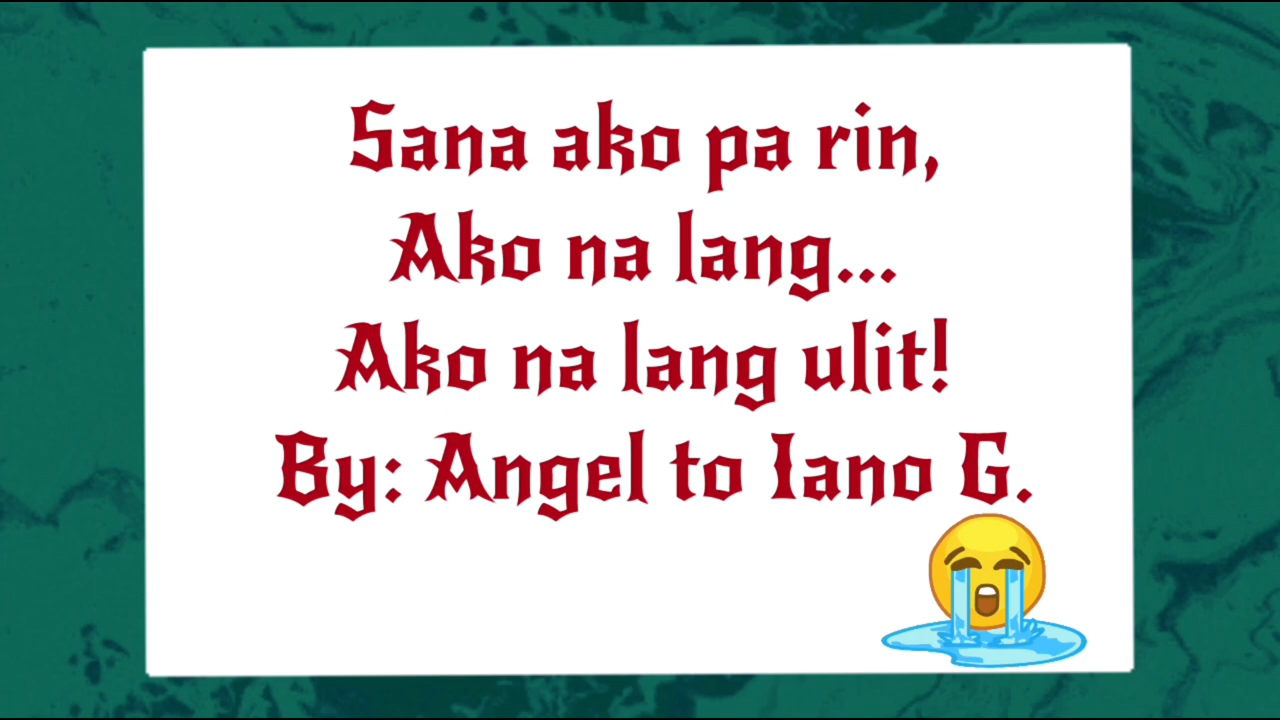 Sana ako pa rin,
Ako na lang...
Ako na lang ulit!
By: Angel to Iano G.